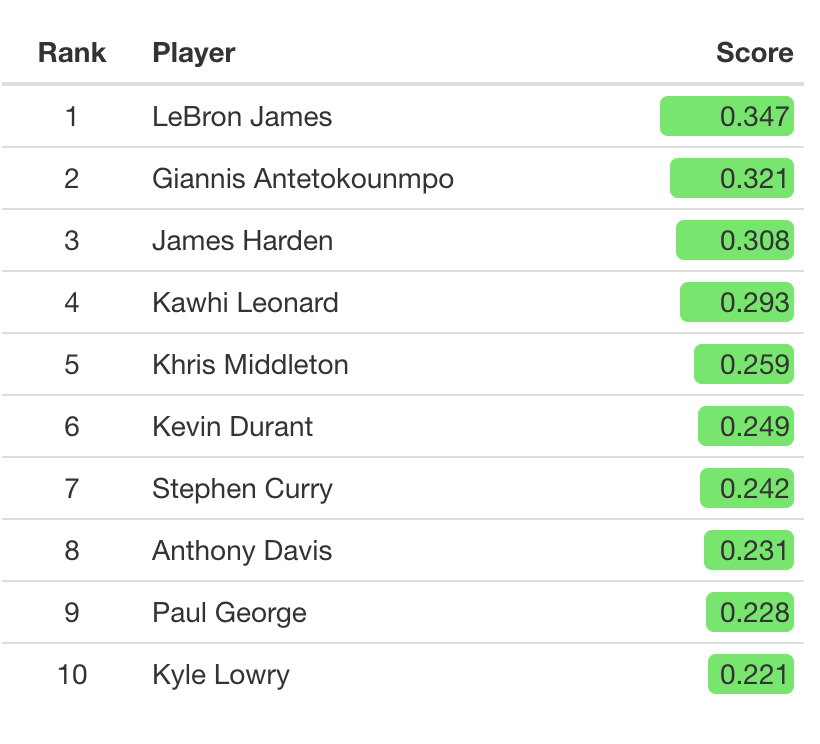 Rank Player Score
1 LeBron James 0.347
2 Giannis Antetokounmpo 0.321
3 James Harden 0.308
4 Kawhi Leonard 0.293
5 Khris Middleton 0.259
6 Kevin Durant 0.249
7 Stephen Curry 0.242
8 Anthony Davis 0.231
9 Paul George 0.228
10 Kyle Lowry 0.221